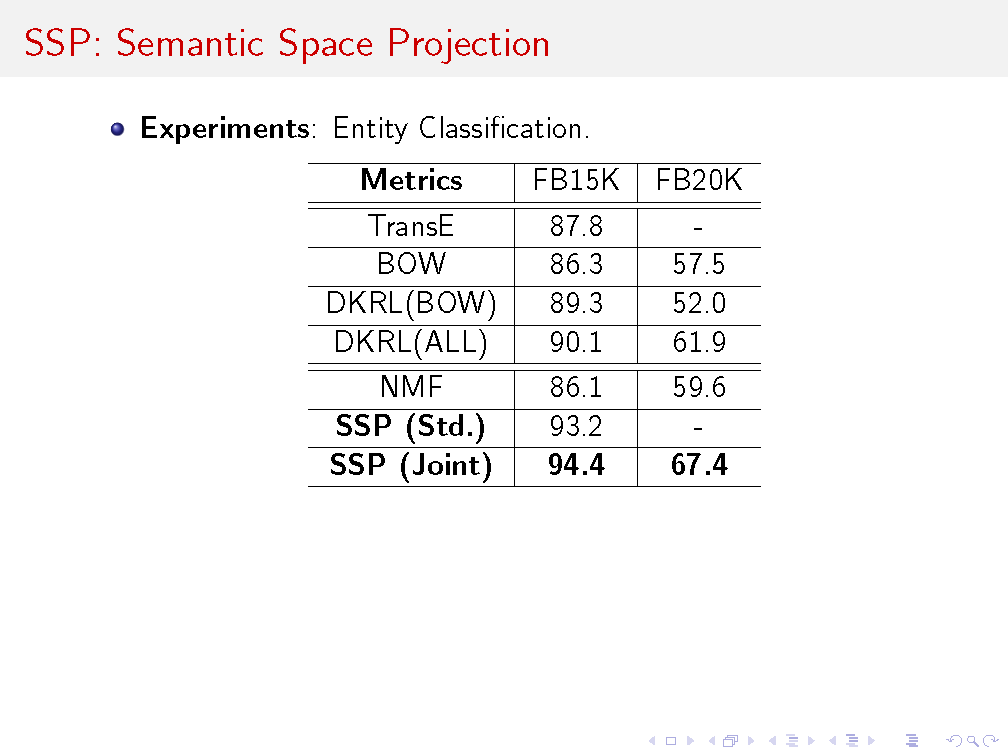 SSP: Semantic Space Projection
Experiments: Entity Classification.
Metrics FB15K FB20K
TransE 87.8 -
BOW 86.3 57.5
DKRL(BOW) 89.3 52.0
DKRL(ALL) 90.1 61.9
NMF 86.1 59.6
SSP (Std.) 93.2 -
SSP (Joint) 94.4 67.4